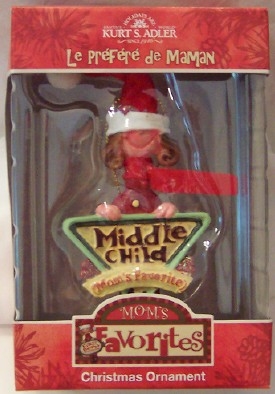 KURT S. ADLER
Le Préféré de Maman
Middle
Child
(Mom's Favorite)
MOM'S
Favorites
Christmas Ornament